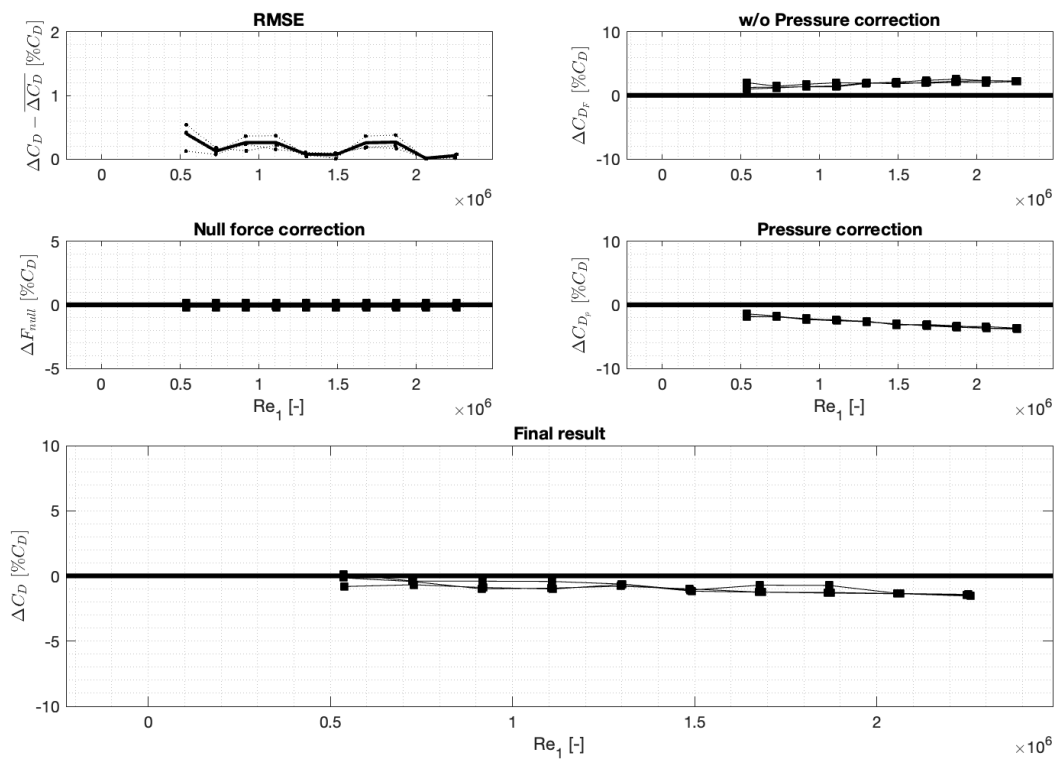 RMSE
w/o Pressure correction
ΔC_D − \overline{ΔC_D} [%C_D]
2
1
0
0 0.5 1 1.5 2
×10^6
ΔC_{D_F} [%C_D]
10
0
-10
0 0.5 1 1.5 2
×10^6
Null force correction
Pressure correction
ΔF_{null} [%C_D]
5
0
-5
0 0.5 1 1.5 2
×10^6
Re_1 [-]
ΔC_{D_p} [%C_D]
10
0
-10
0 0.5 1 1.5 2
×10^6
Re_1 [-]
Final result
ΔC_D [%C_D]
10
5
0
-5
-10
0 0.5 1 1.5 2
×10^6
Re_1 [-]